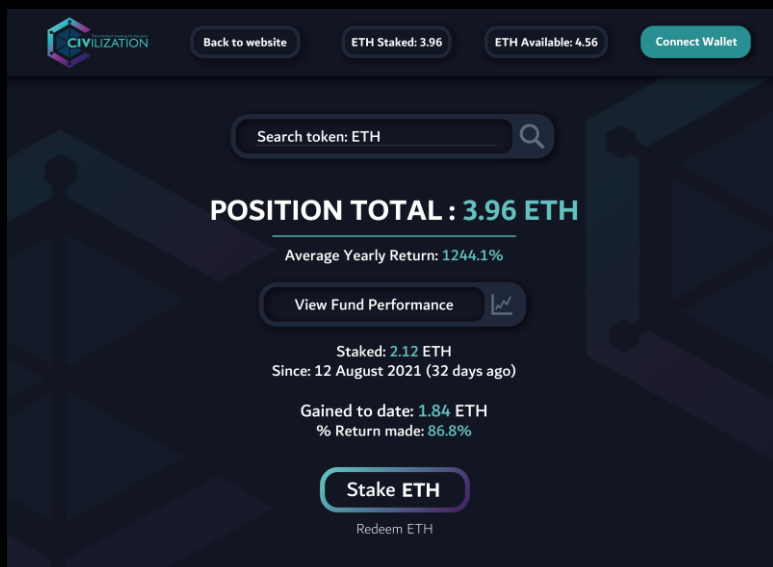 CIVILIZATION
Back to website
ETH Staked: 3.96
ETH Available: 4.56
Connect Wallet
Search token: ETH
POSITION TOTAL : 3.96 ETH
Average Yearly Return: 1244.1%
View Fund Performance
Staked: 2.12 ETH
Since: 12 August 2021 (32 days ago)
Gained to date: 1.84 ETH
% Return made: 86.8%
Stake ETH
Redeem ETH